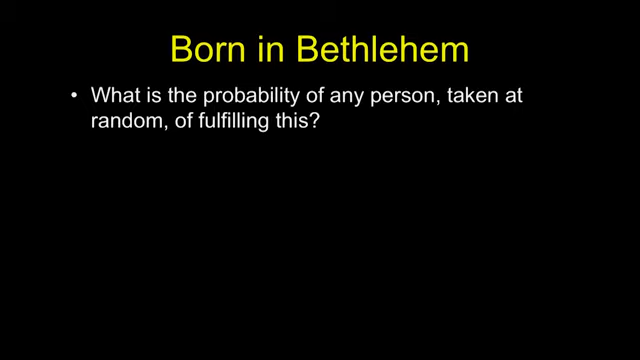 Born in Bethlehem
• What is the probability of any person, taken at
random, of fulfilling this?